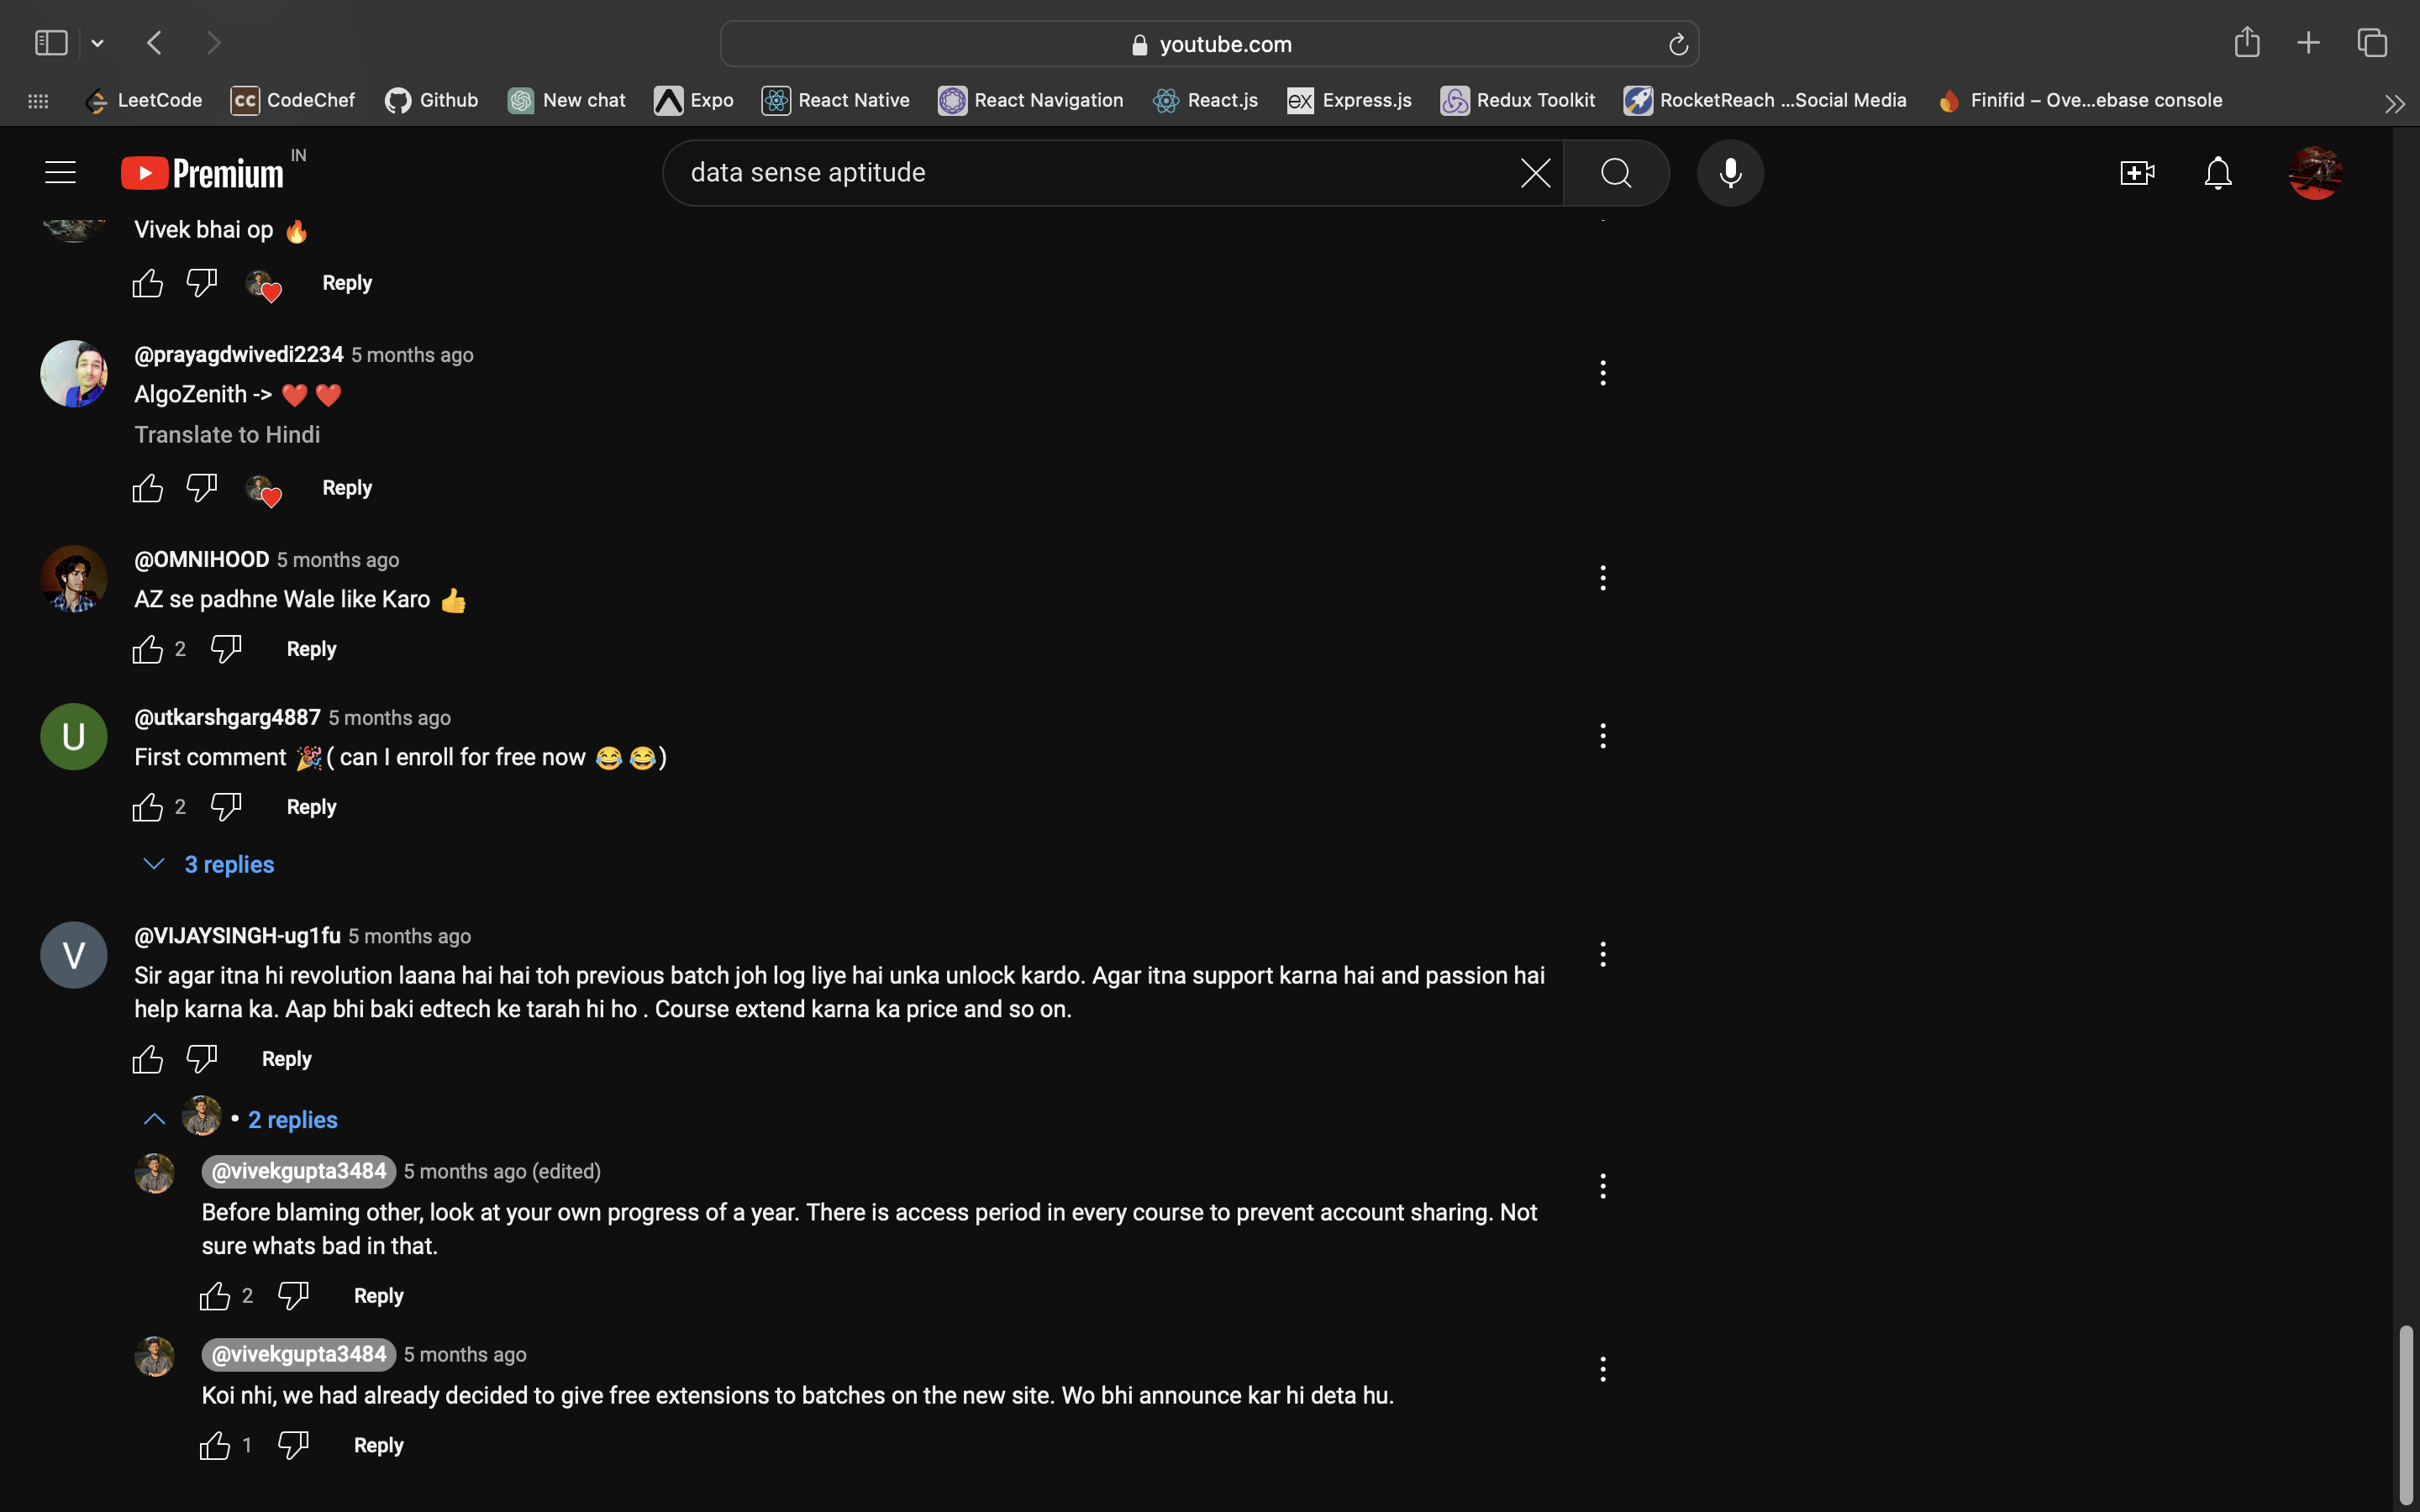 youtube.com
LeetCode CC CodeChef Github New chat Expo React Native React Navigation React.js ex Express.js Redux Toolkit RocketReach ...Social Media Finifid – Ove...ebase console
Premium IN
data sense aptitude
Vivek bhai op 🔥
Reply
@prayagdwivedi2234 5 months ago
AlgoZenith -> ❤️ ❤️
Translate to Hindi
Reply
@OMNIHOOD 5 months ago
AZ se padhne Wale like Karo 👍
2 Reply
U
@utkarshgarg4887 5 months ago
First comment 🎉 ( can I enroll for free now 😂 😂)
2 Reply
3 replies
V
@VIJAYSINGH-ug1fu 5 months ago
Sir agar itna hi revolution laana hai hai toh previous batch joh log liye hai unka unlock kardo. Agar itna support karna hai and passion hai
help karna ka. Aap bhi baki edtech ke tarah hi ho . Course extend karna ka price and so on.
Reply
• 2 replies
@vivekgupta3484 5 months ago (edited)
Before blaming other, look at your own progress of a year. There is access period in every course to prevent account sharing. Not
sure whats bad in that.
2 Reply
@vivekgupta3484 5 months ago
Koi nhi, we had already decided to give free extensions to batches on the new site. Wo bhi announce kar hi deta hu.
1 Reply